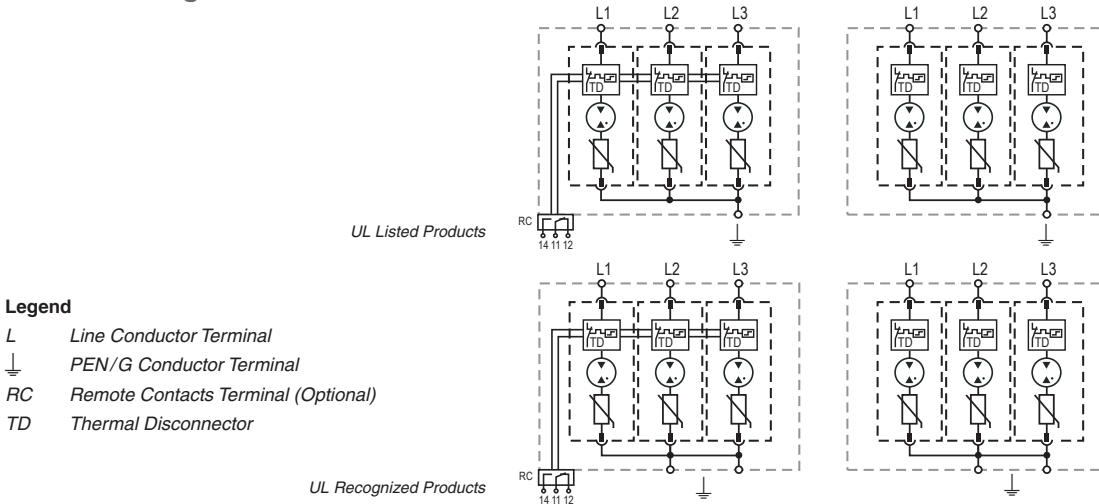 L1 L2 L3 L1 L2 L3
TD TD TD TD TD TD
RC
UL Listed Products
14 11 12
L1 L2 L3 L1 L2 L3
Legend
L Line Conductor Terminal
TD TD TD TD TD TD
⏚ PEN/G Conductor Terminal
RC Remote Contacts Terminal (Optional)
TD Thermal Disconnector
RC
UL Recognized Products
14 11 12